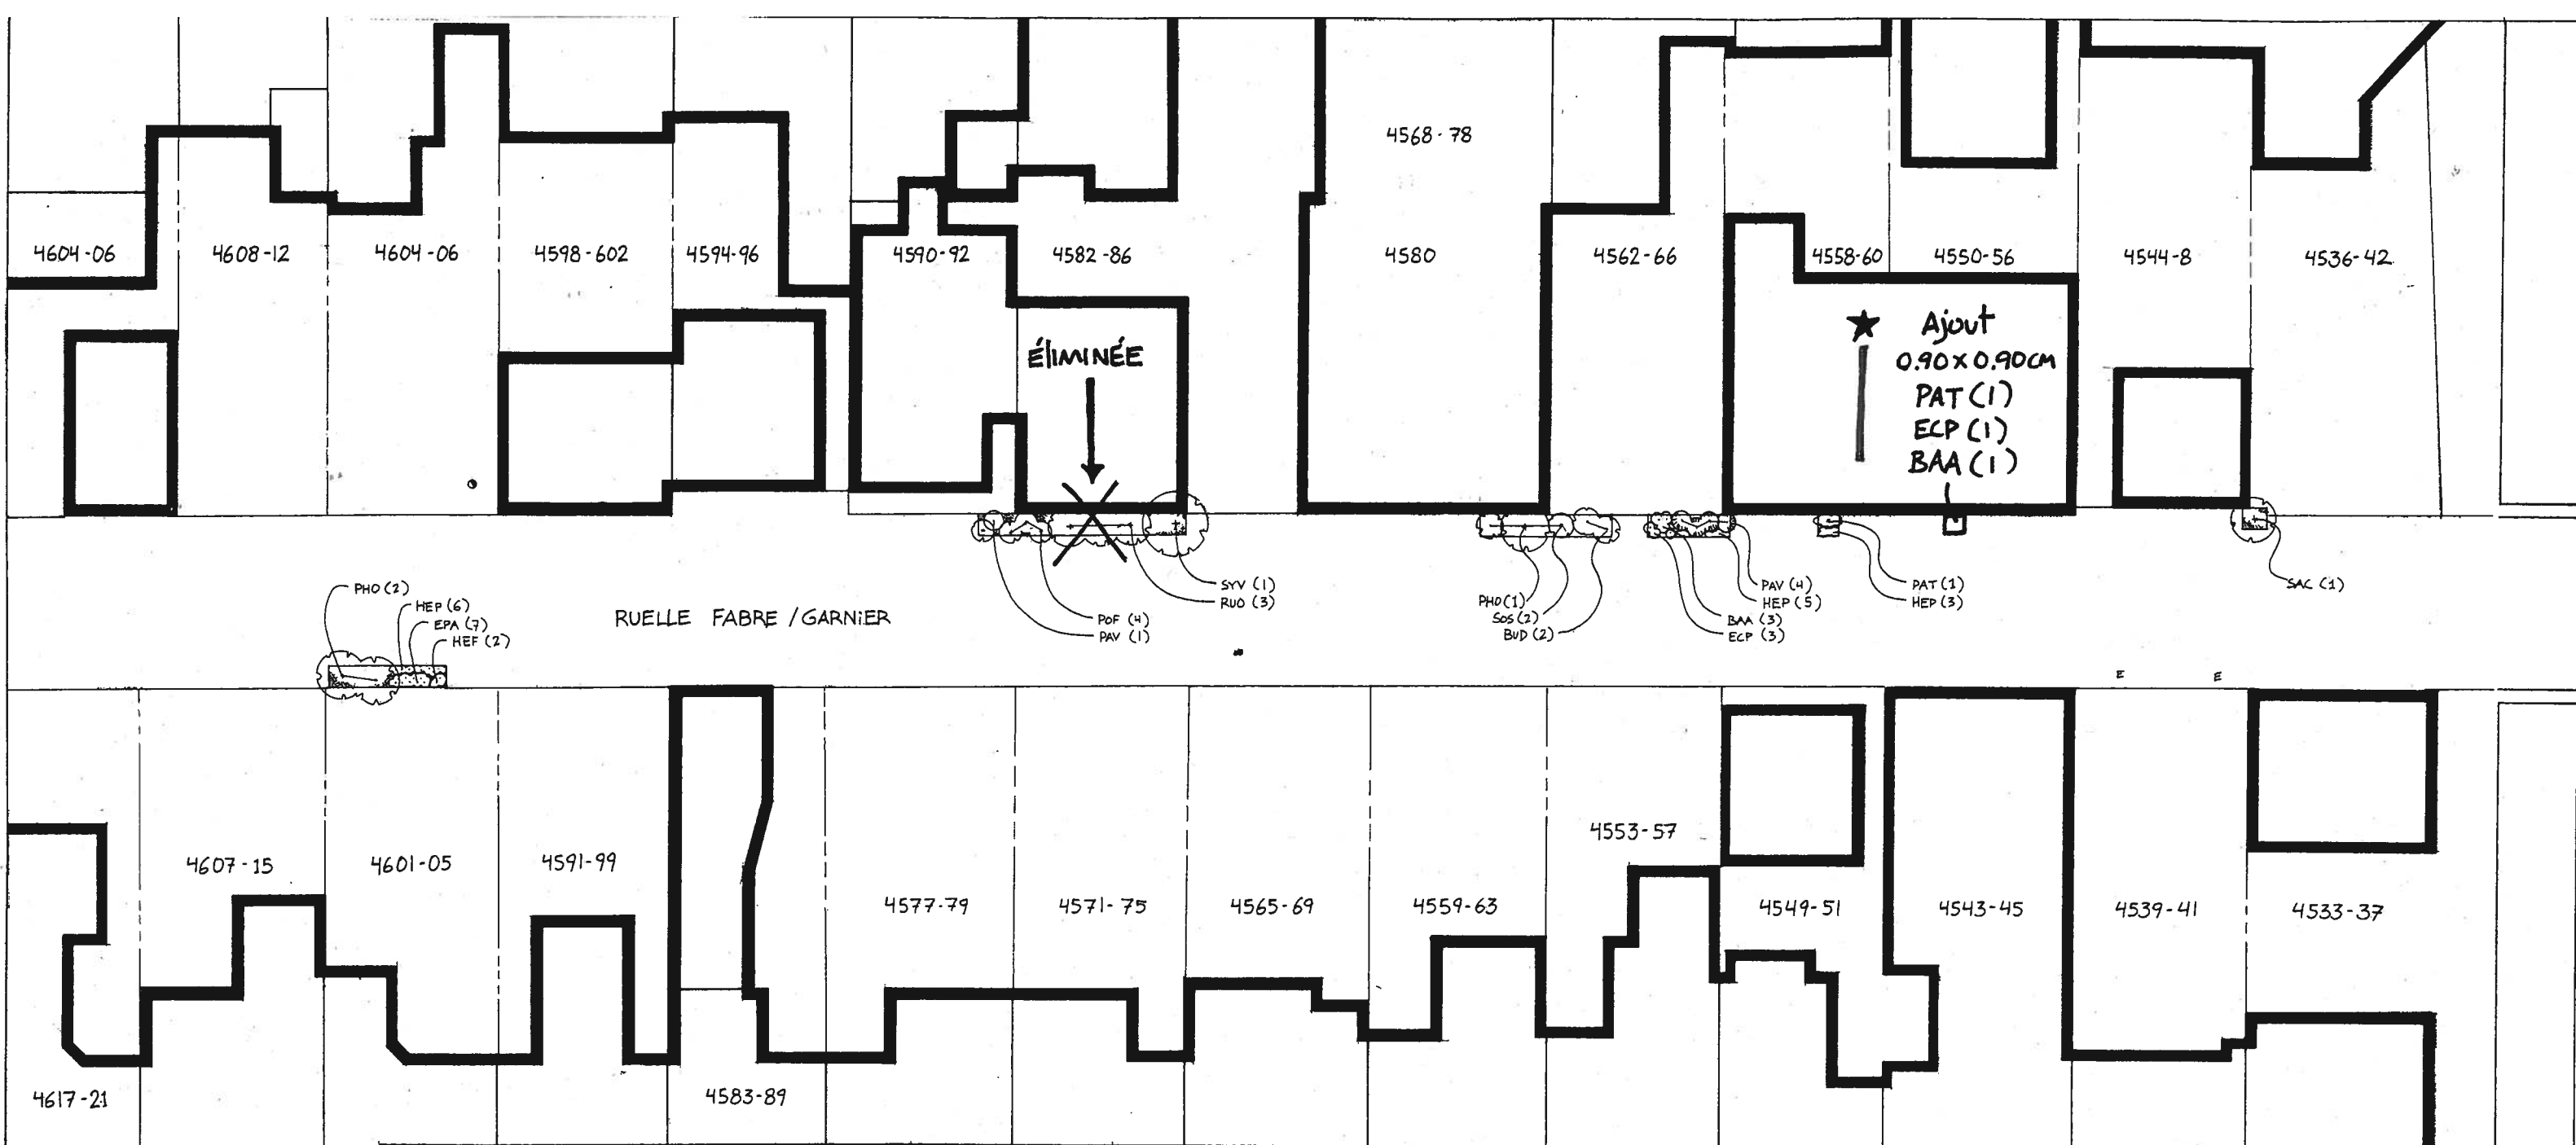 4568-78
4604-06
4608-12
4604-06
4598-602
4594-96
4590-92
4582-86
4580
4562-66
4558-60
4550-56
4544-8
4536-42
ÉLIMINÉE
★ Ajout
0.90x0.90cm
PAT (1)
ECP (1)
BAA (1)
PHO (2)
HEP (6)
EPA (7)
HEF (2)
RUELLE FABRE / GARNIER
POF (4)
PAV (1)
SYV (1)
RUO (3)
PHO (1)
SOS (2)
BUD (2)
PAV (4)
HEP (5)
BAA (3)
ECP (3)
PAT (1)
HEP (3)
SAC (1)
E
E
4607-15
4601-05
4591-99
4577-79
4571-75
4565-69
4559-63
4553-57
4549-51
4543-45
4539-41
4533-37
4617-21
4583-89